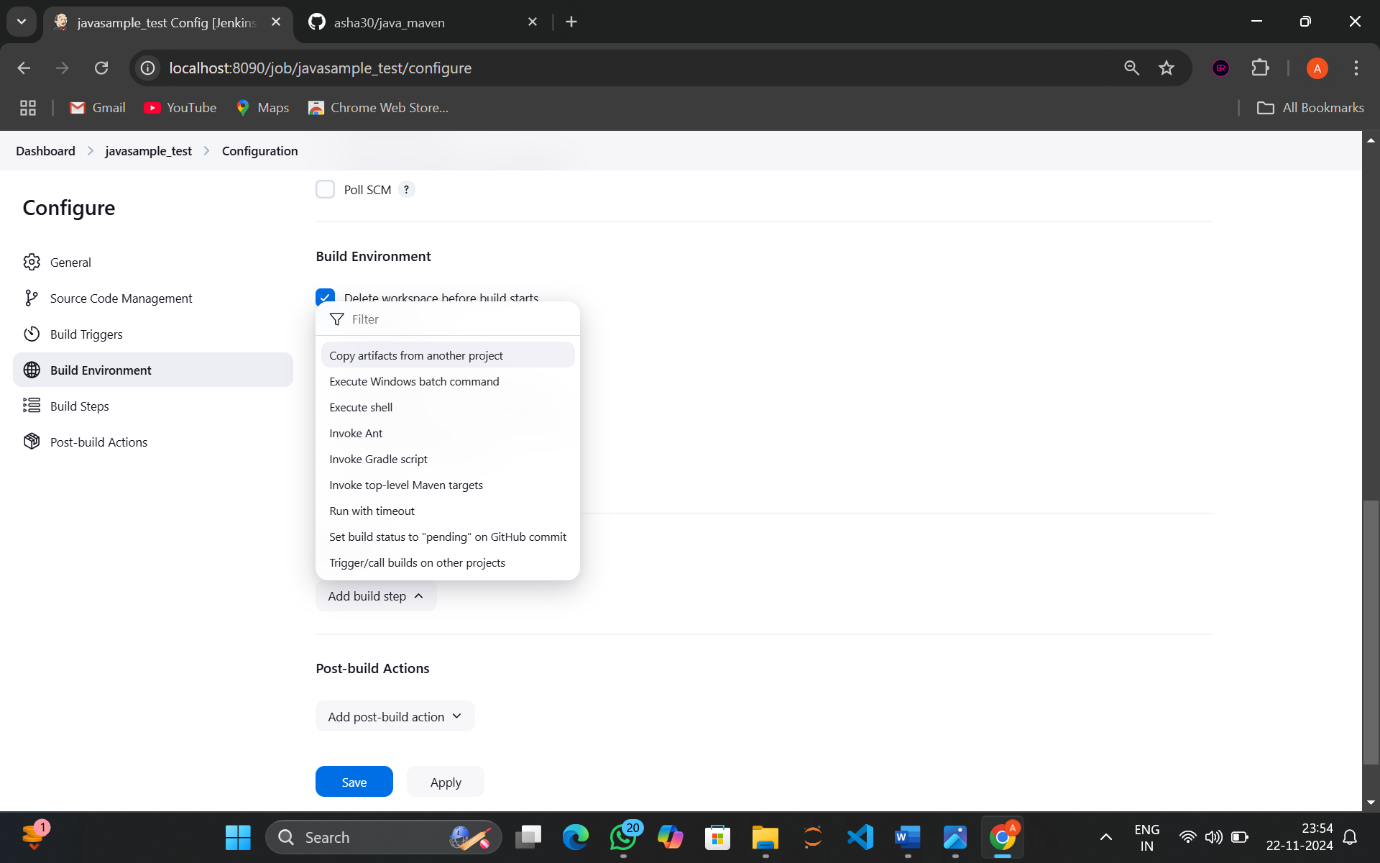 javasample_test Config [Jenkins
asha30/java_maven
localhost:8090/job/javasample_test/configure
BR
A
Gmail
YouTube
Maps
Chrome Web Store...
All Bookmarks
Dashboard
javasample_test
Configuration
Configure
General
Source Code Management
Build Triggers
Build Environment
Build Steps
Post-build Actions
Poll SCM ?
Build Environment
Delete workspace before build starts
Filter
Copy artifacts from another project
Execute Windows batch command
Execute shell
Invoke Ant
Invoke Gradle script
Invoke top-level Maven targets
Run with timeout
Set build status to "pending" on GitHub commit
Trigger/call builds on other projects
Add build step
Post-build Actions
Add post-build action
Save
Apply
1
Search
20
W
A
ENG
IN
23:54
22-11-2024